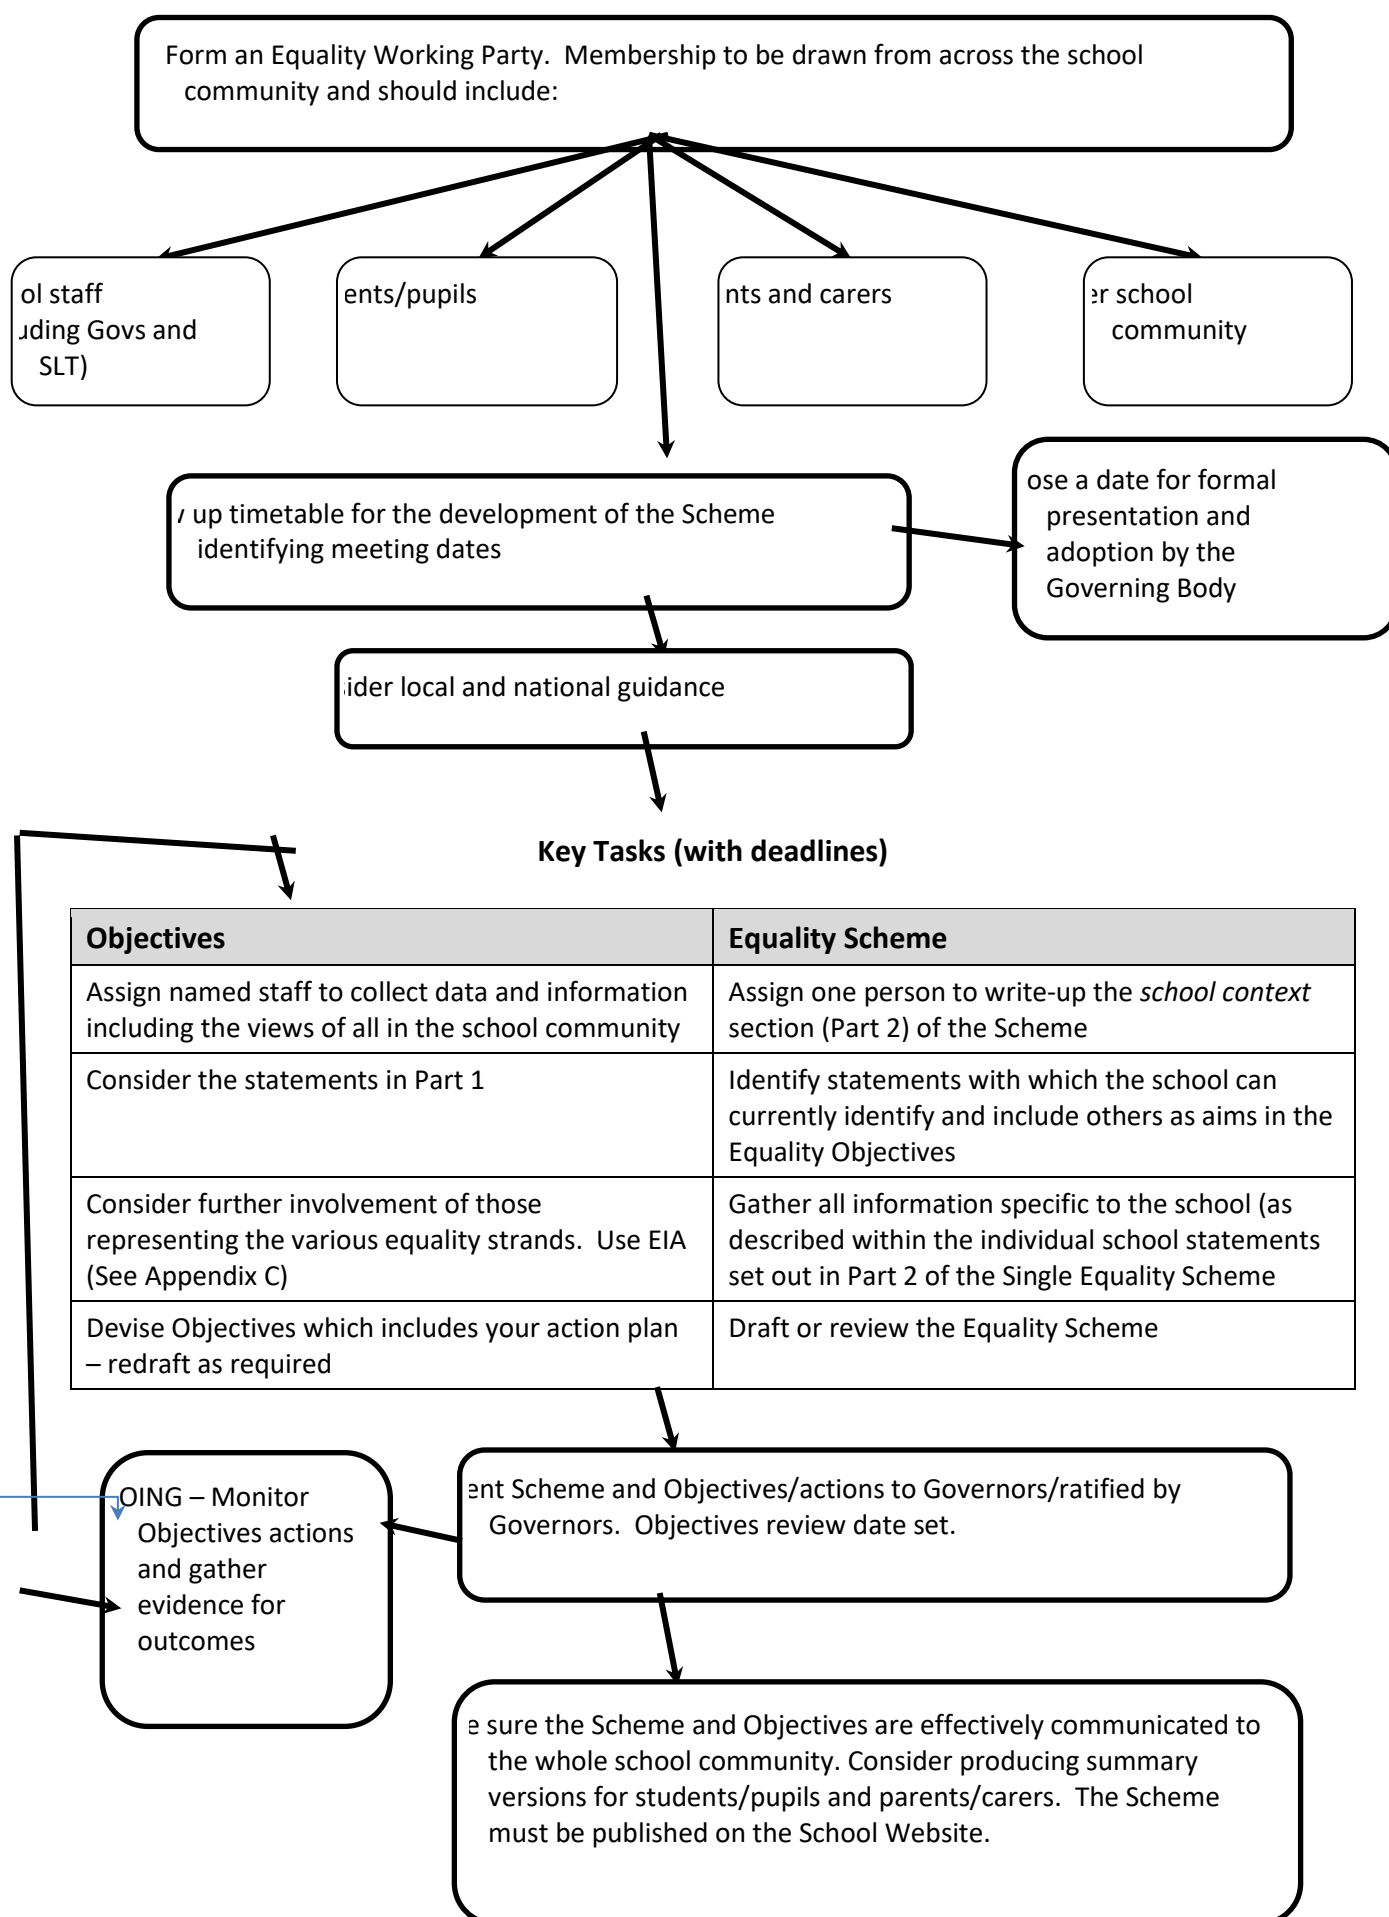 Form an Equality Working Party.  Membership to be drawn from across the school
community and should include:
ol staff
uding Govs and
SLT)
ents/pupils
nts and carers
er school
community
up timetable for the development of the Scheme
identifying meeting dates
ose a date for formal
presentation and
adoption by the
Governing Body
ider local and national guidance
Key Tasks (with deadlines)
Objectives
Equality Scheme
Assign named staff to collect data and information
including the views of all in the school community
Assign one person to write-up the school context
section (Part 2) of the Scheme
Consider the statements in Part 1
Identify statements with which the school can
currently identify and include others as aims in the
Equality Objectives
Consider further involvement of those
representing the various equality strands.  Use EIA
(See Appendix C)
Gather all information specific to the school (as
described within the individual school statements
set out in Part 2 of the Single Equality Scheme
Devise Objectives which includes your action plan
– redraft as required
Draft or review the Equality Scheme
OING – Monitor
Objectives actions
and gather
evidence for
outcomes
ent Scheme and Objectives/actions to Governors/ratified by
Governors.  Objectives review date set.
e sure the Scheme and Objectives are effectively communicated to
the whole school community. Consider producing summary
versions for students/pupils and parents/carers.  The Scheme
must be published on the School Website.